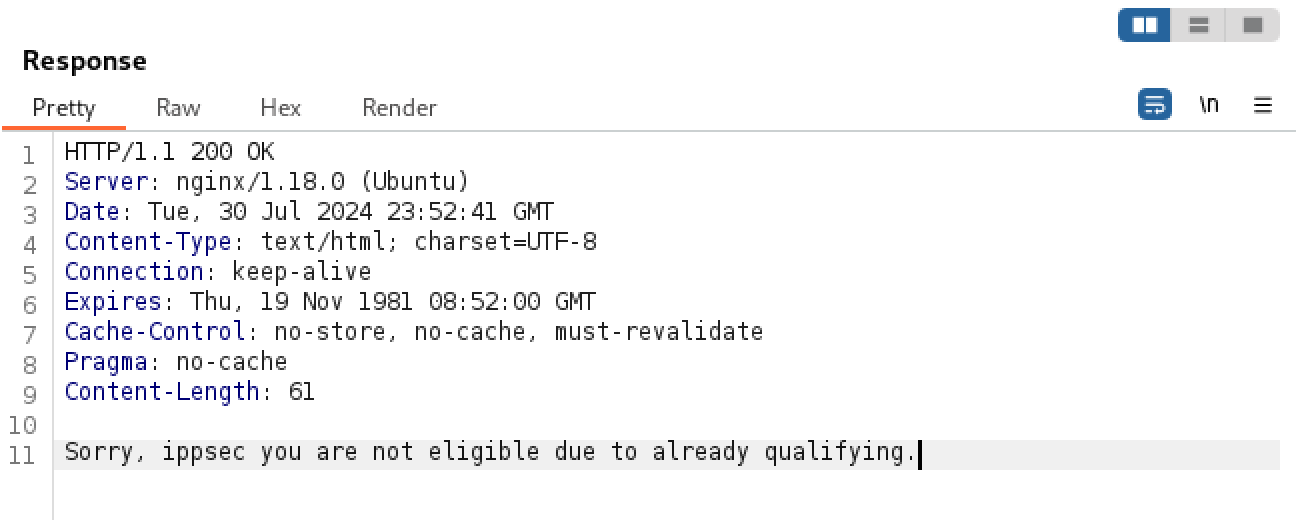 Response
Pretty Raw Hex Render \n
1 HTTP/1.1 200 OK
2 Server: nginx/1.18.0 (Ubuntu)
3 Date: Tue, 30 Jul 2024 23:52:41 GMT
4 Content-Type: text/html; charset=UTF-8
5 Connection: keep-alive
6 Expires: Thu, 19 Nov 1981 08:52:00 GMT
7 Cache-Control: no-store, no-cache, must-revalidate
8 Pragma: no-cache
9 Content-Length: 61
10
11 Sorry, ippsec you are not eligible due to already qualifying.